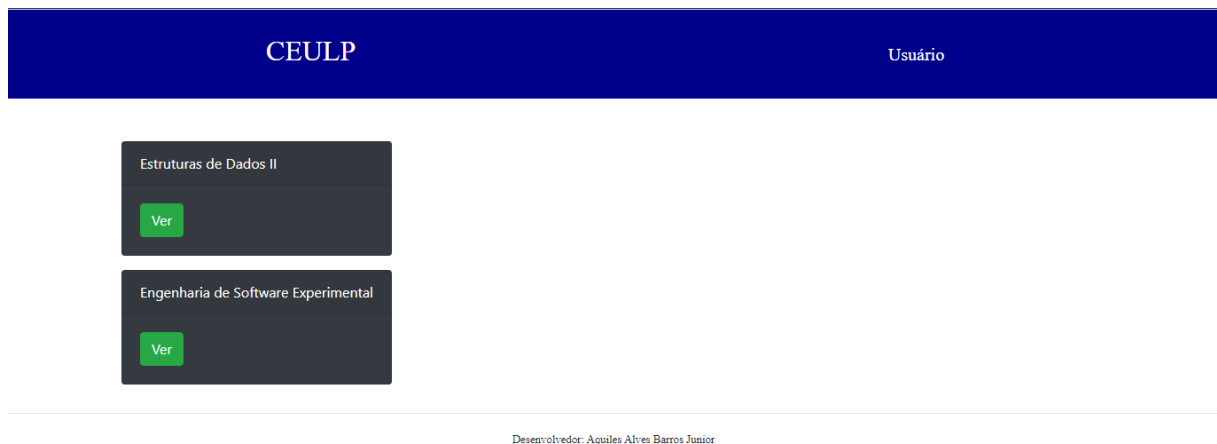 CEULP
Usuário
Estruturas de Dados II
Ver
Engenharia de Software Experimental
Ver
Desenvolvedor: Aquiles Alves Barros Junior